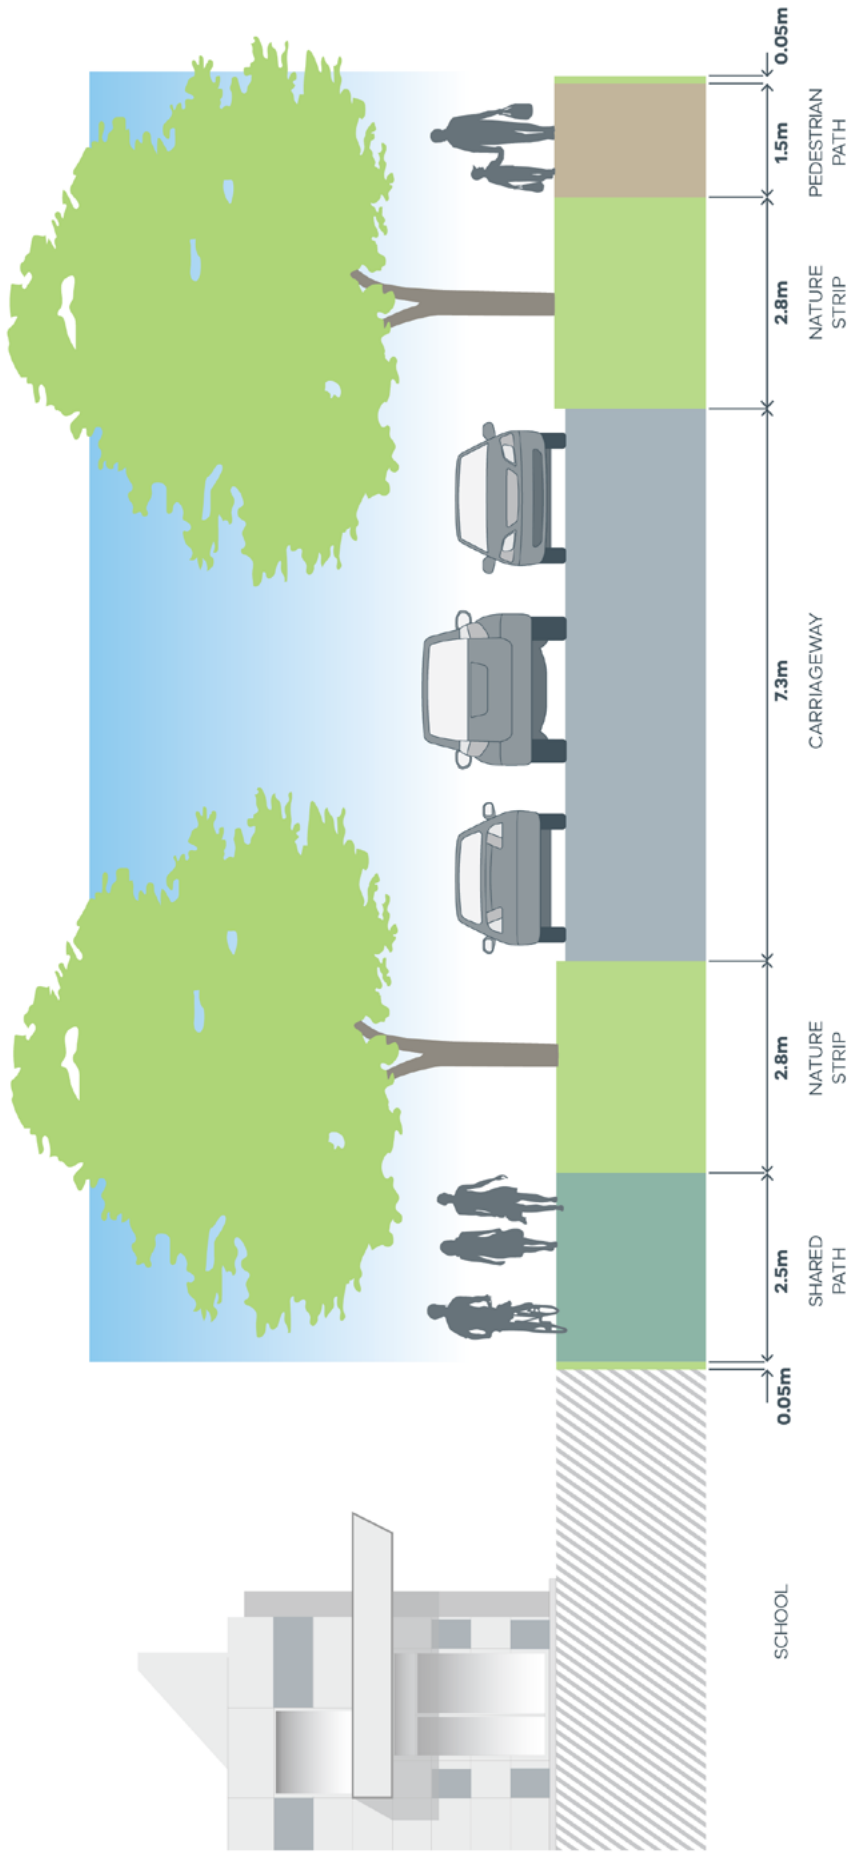 SCHOOL
0.05m
2.5m
SHARED
PATH
2.8m
NATURE
STRIP
7.3m
CARRIAGEWAY
2.8m
NATURE
STRIP
1.5m
PEDESTRIAN
PATH
0.05m